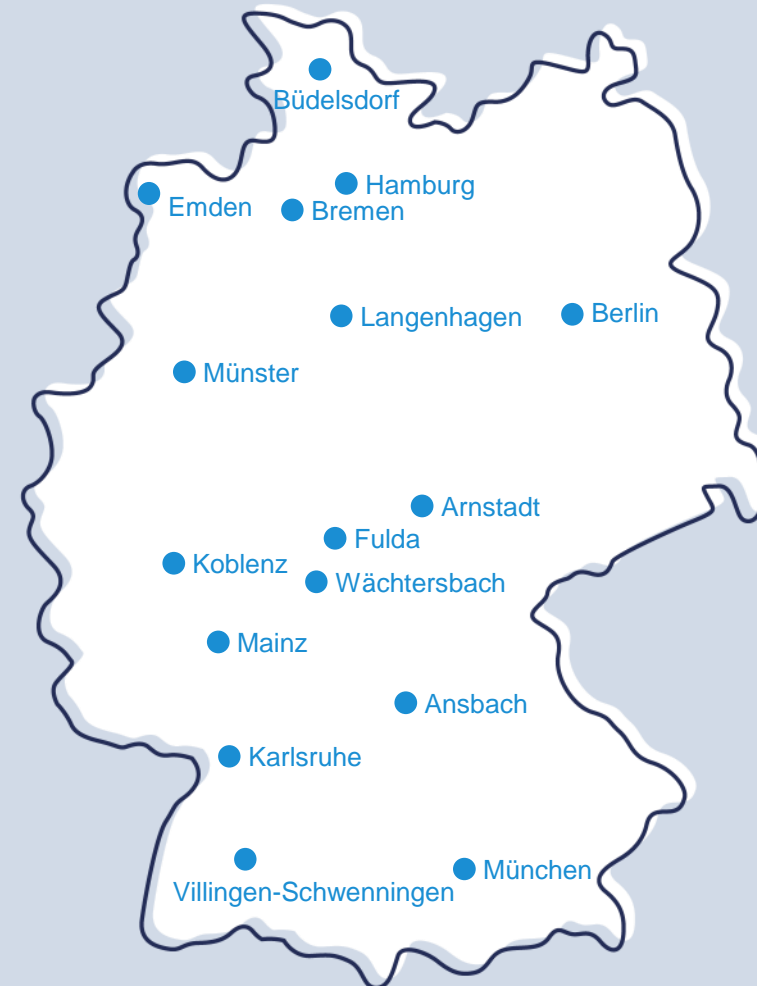 Büdelsdorf
Hamburg
Emden
Bremen
Langenhagen
Berlin
Münster
Arnstadt
Fulda
Koblenz
Wächtersbach
Mainz
Ansbach
Karlsruhe
München
Villingen-Schwenningen